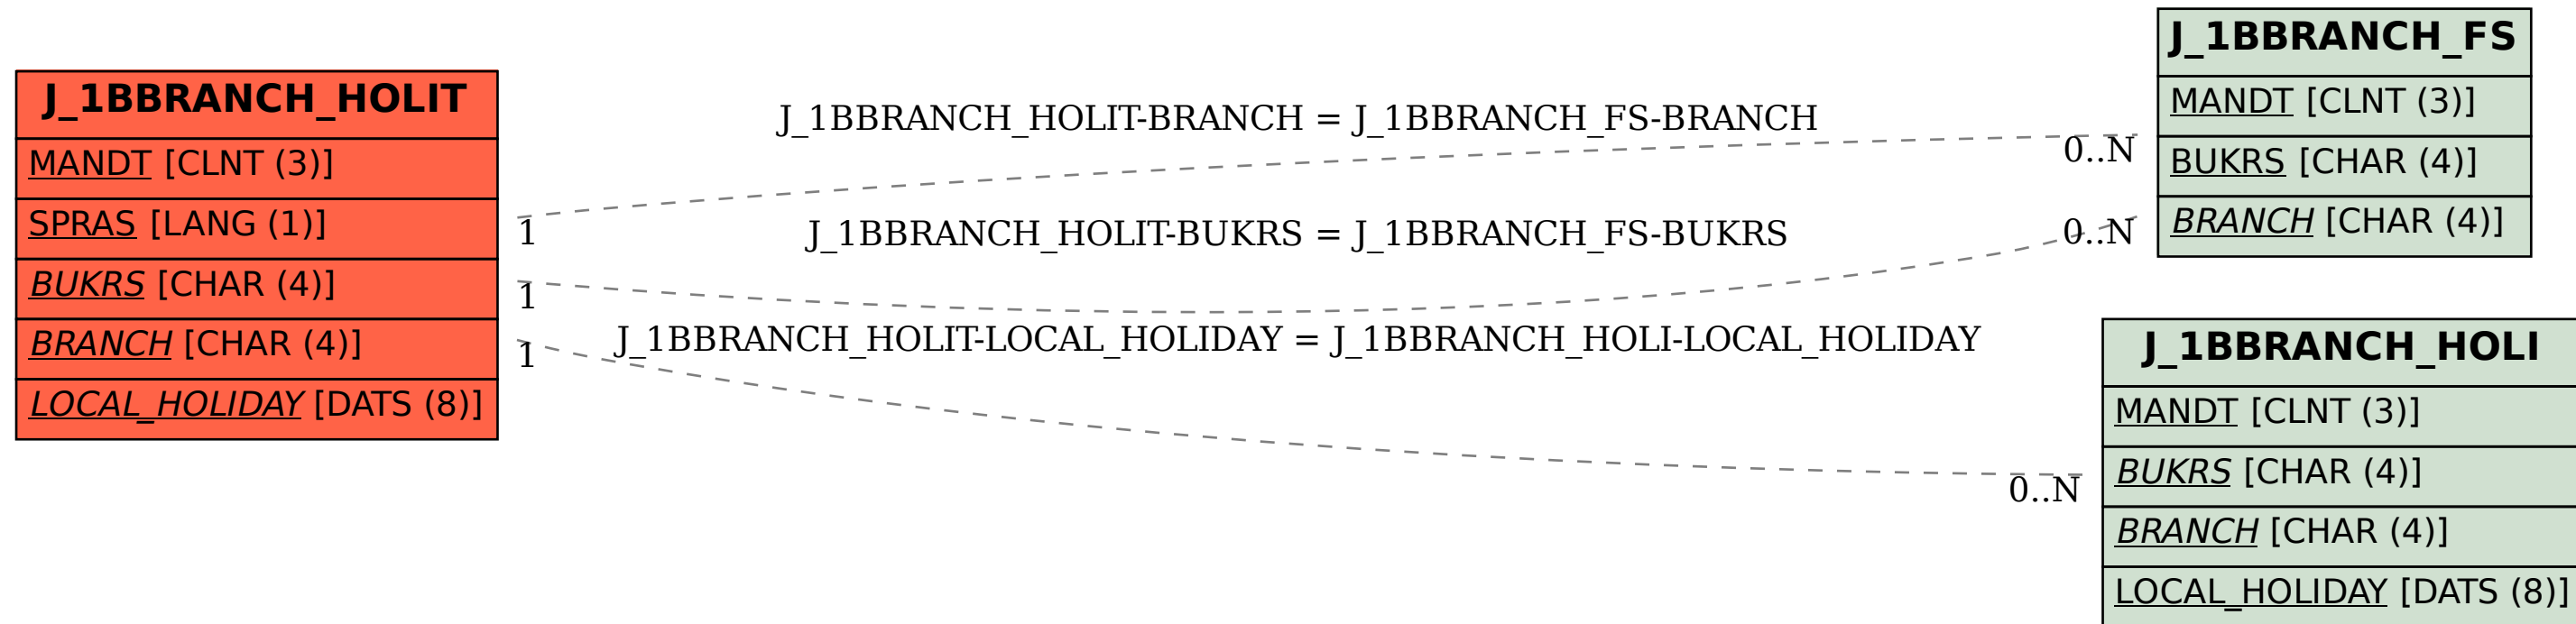 J_1BBRANCH_HOLIT
MANDT [CLNT (3)]
SPRAS [LANG (1)]
BUKRS [CHAR (4)]
BRANCH [CHAR (4)]
LOCAL_HOLIDAY [DATS (8)]
J_1BBRANCH_HOLIT-BRANCH = J_1BBRANCH_FS-BRANCH
1
0..N
J_1BBRANCH_HOLIT-BUKRS = J_1BBRANCH_FS-BUKRS
1
0..N
J_1BBRANCH_HOLIT-LOCAL_HOLIDAY = J_1BBRANCH_HOLI-LOCAL_HOLIDAY
1
0..N
J_1BBRANCH_FS
MANDT [CLNT (3)]
BUKRS [CHAR (4)]
BRANCH [CHAR (4)]
J_1BBRANCH_HOLI
MANDT [CLNT (3)]
BUKRS [CHAR (4)]
BRANCH [CHAR (4)]
LOCAL_HOLIDAY [DATS (8)]